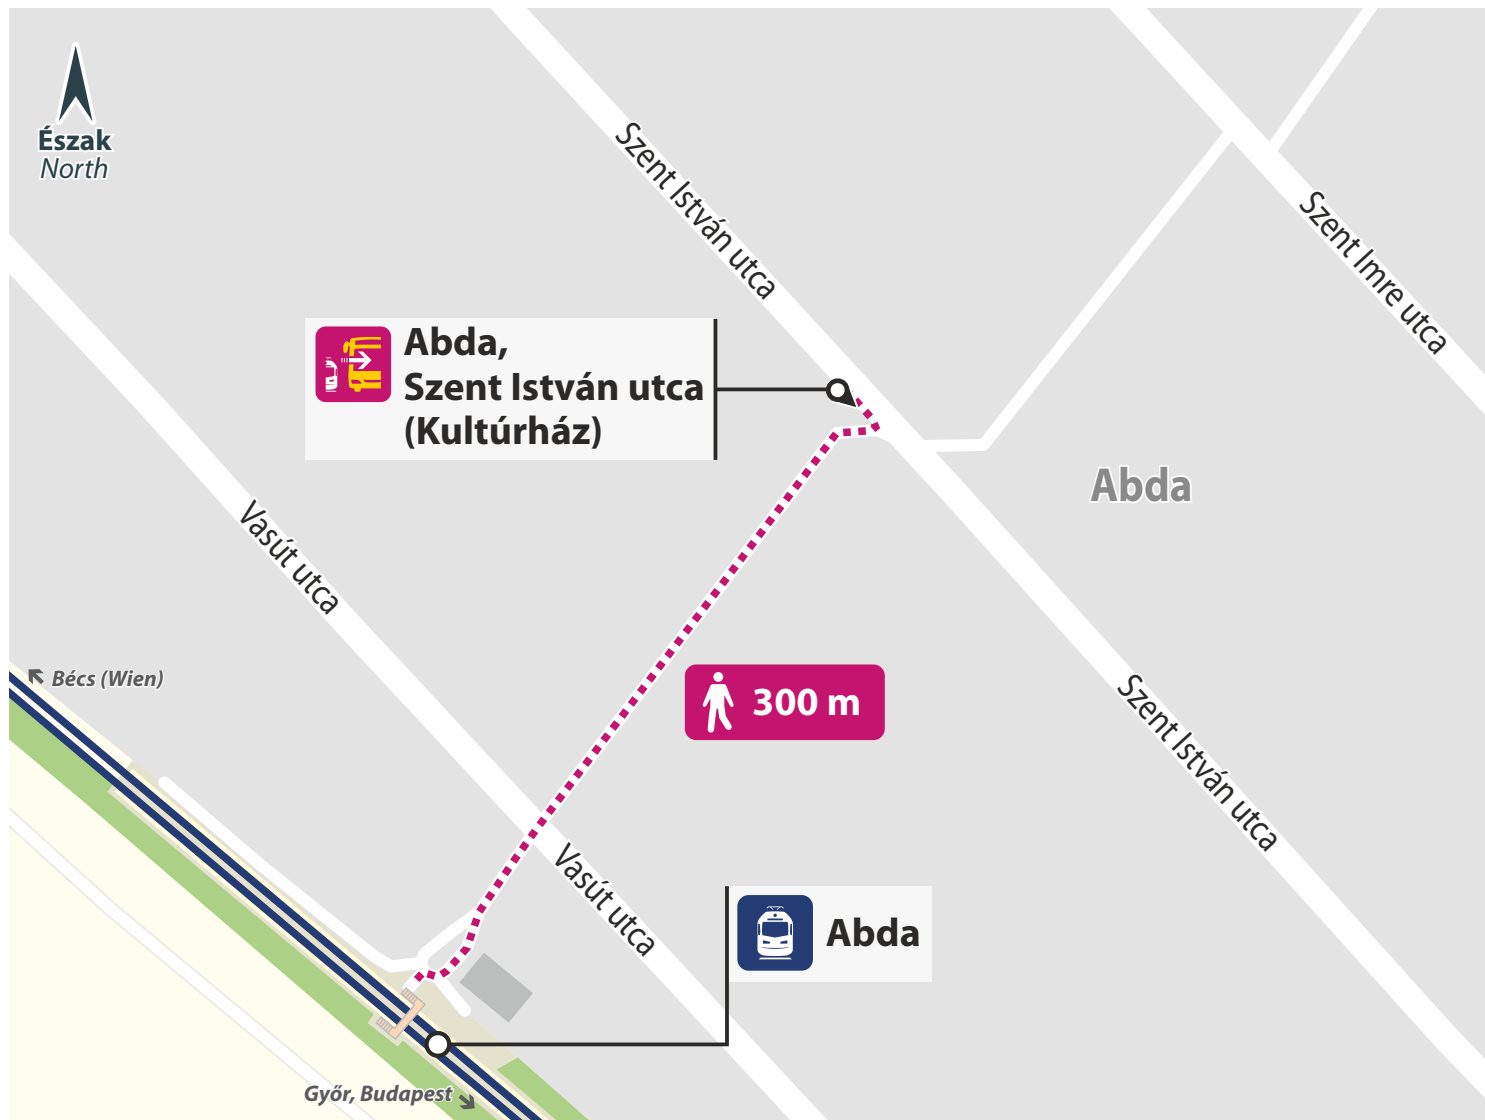 Észak
North
Szent István utca
Szent Imre utca
Abda,
Szent István utca
(Kultúrház)
Abda
Vasút utca
Bécs (Wien)
300 m
Szent István utca
Vasút utca
Abda
Győr, Budapest